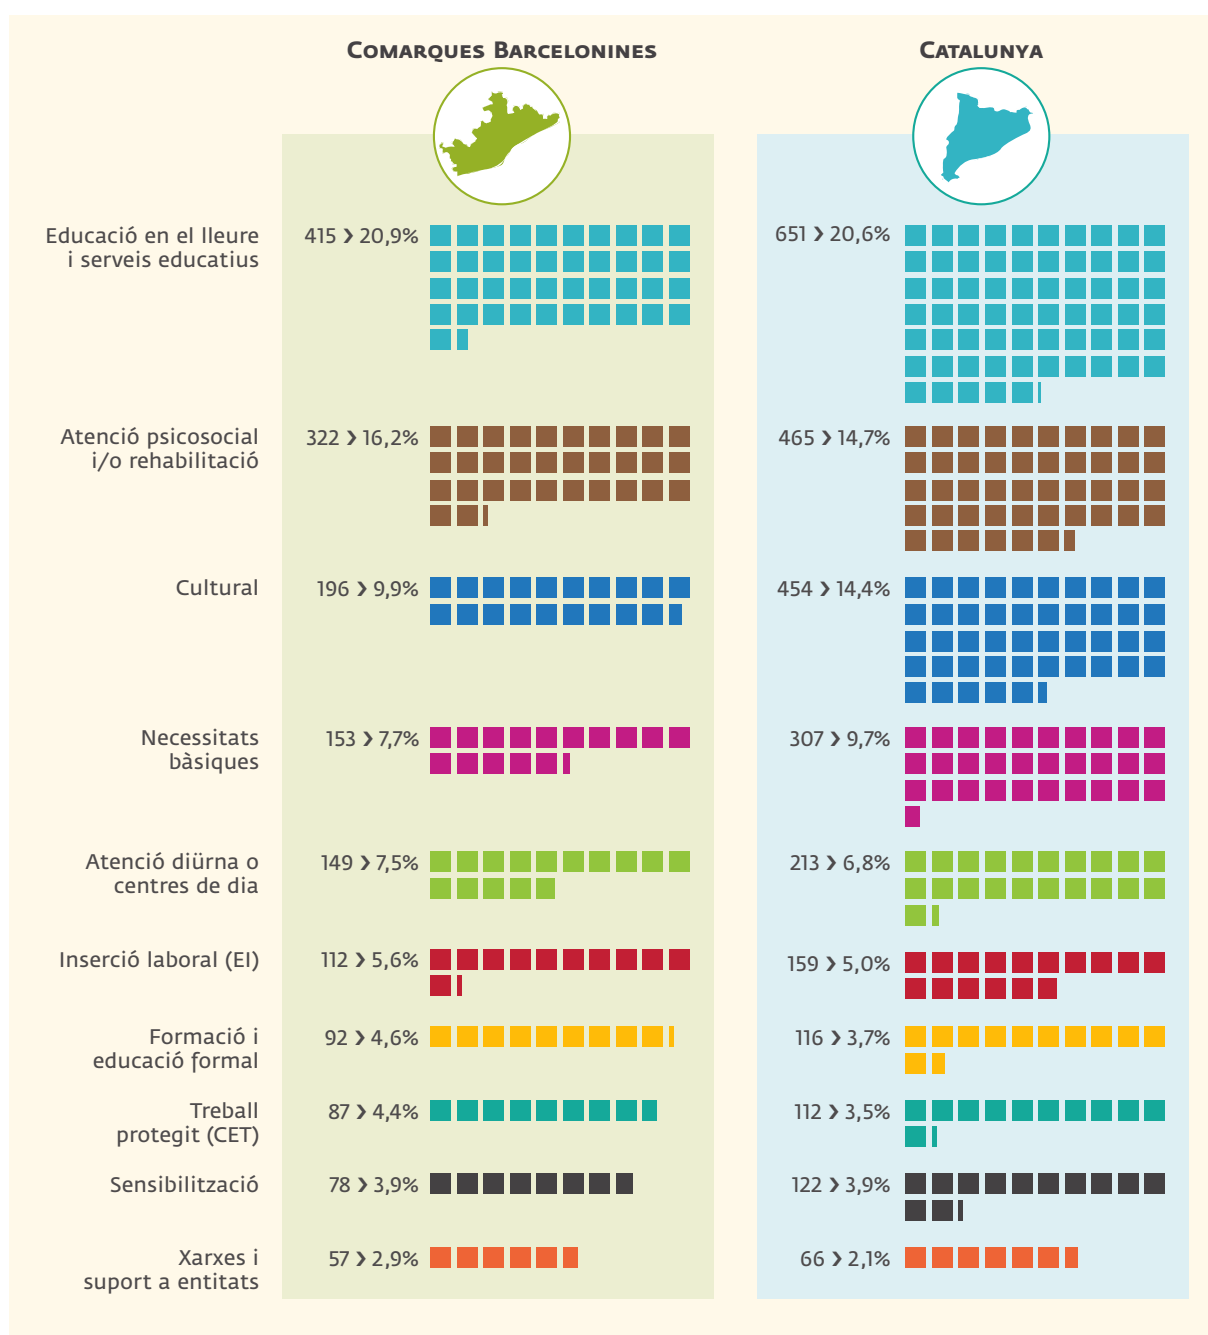 Comarques Barcelonines
Catalunya
Educació en el lleure
i serveis educatius
415 › 20,9%
651 › 20,6%
Atenció psicosocial
i/o rehabilitació
322 › 16,2%
465 › 14,7%
Cultural
196 › 9,9%
454 › 14,4%
Necessitats
bàsiques
153 › 7,7%
307 › 9,7%
Atenció diürna o
centres de dia
149 › 7,5%
213 › 6,8%
Inserció laboral (EI)
112 › 5,6%
159 › 5,0%
Formació i
educació formal
92 › 4,6%
116 › 3,7%
Treball
protegit (CET)
87 › 4,4%
112 › 3,5%
Sensibilització
78 › 3,9%
122 › 3,9%
Xarxes i
suport a entitats
57 › 2,9%
66 › 2,1%